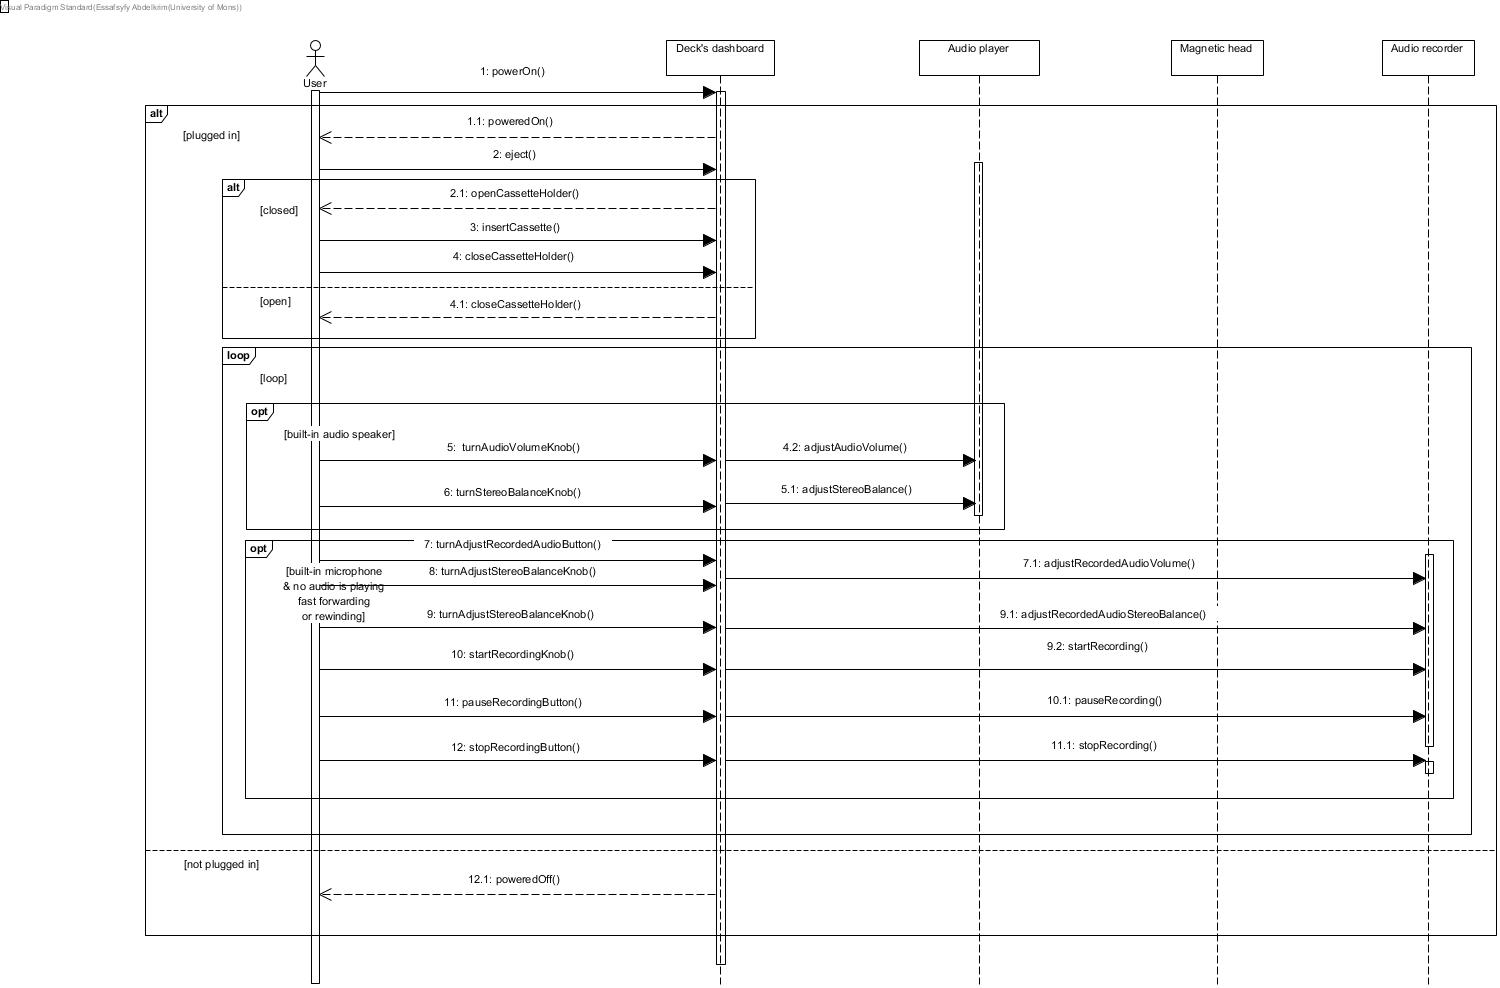 Visual Paradigm Standard(Essafsyfy Abdelkrim(University of Mons))
User
Deck's dashboard
Audio player
Magnetic head
Audio recorder
1: powerOn()
alt
[plugged in]
1.1: poweredOn()
2: eject()
alt
[closed]
2.1: openCassetteHolder()
3: insertCassette()
4: closeCassetteHolder()
[open]
4.1: closeCassetteHolder()
loop
[loop]
opt
[built-in audio speaker]
5: turnAudioVolumeKnob()
4.2: adjustAudioVolume()
6: turnStereoBalanceKnob()
5.1: adjustStereoBalance()
opt
7: turnAdjustRecordedAudioButton()
7.1: adjustRecordedAudioVolume()
[built-in microphone
& no audio is playing
fast forwarding
or rewinding]
8: turnAdjustStereoBalanceKnob()
9: turnAdjustStereoBalanceKnob()
9.1: adjustRecordedAudioStereoBalance()
10: startRecordingKnob()
9.2: startRecording()
11: pauseRecordingButton()
10.1: pauseRecording()
12: stopRecordingButton()
11.1: stopRecording()
[not plugged in]
12.1: poweredOff()